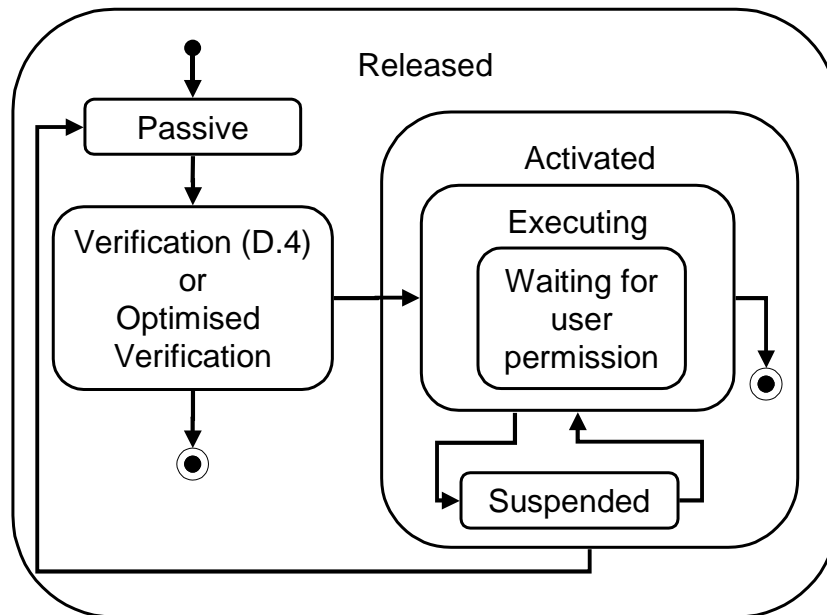 Released
Passive
Activated
Verification (D.4)
or
Optimised
Verification
Executing
Waiting for
user
permission
Suspended